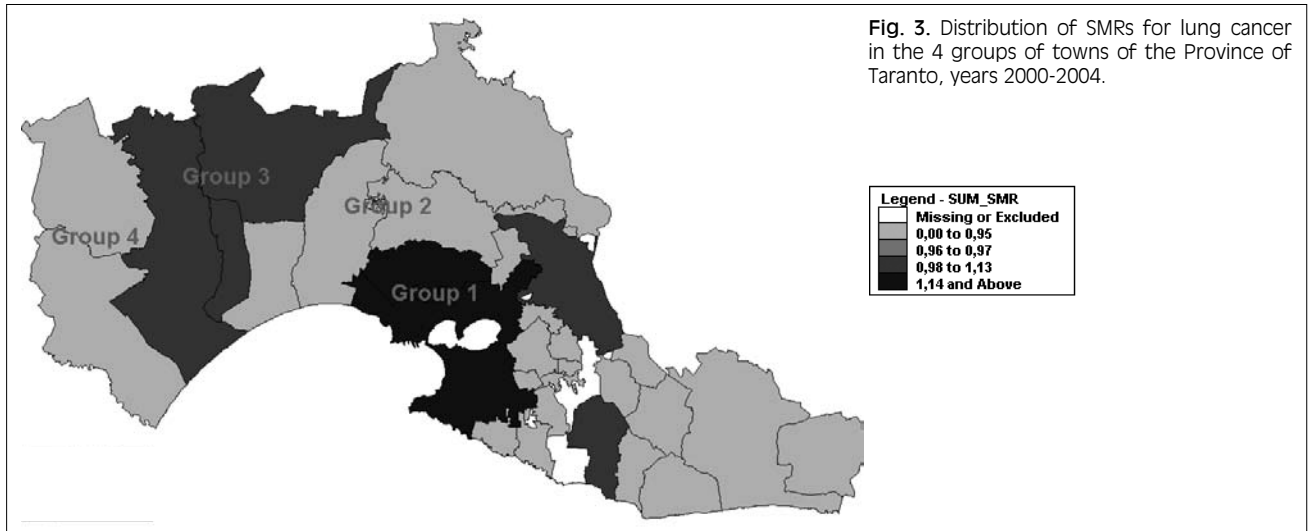 Fig. 3. Distribution of SMRs for lung cancer
in the 4 groups of towns of the Province of
Taranto, years 2000-2004.
Group 3
Group 2
Group 4
Group 1
Legend - SUM_SMR
Missing or Excluded
0,00 to 0,95
0,96 to 0,97
0,98 to 1,13
1,14 and Above